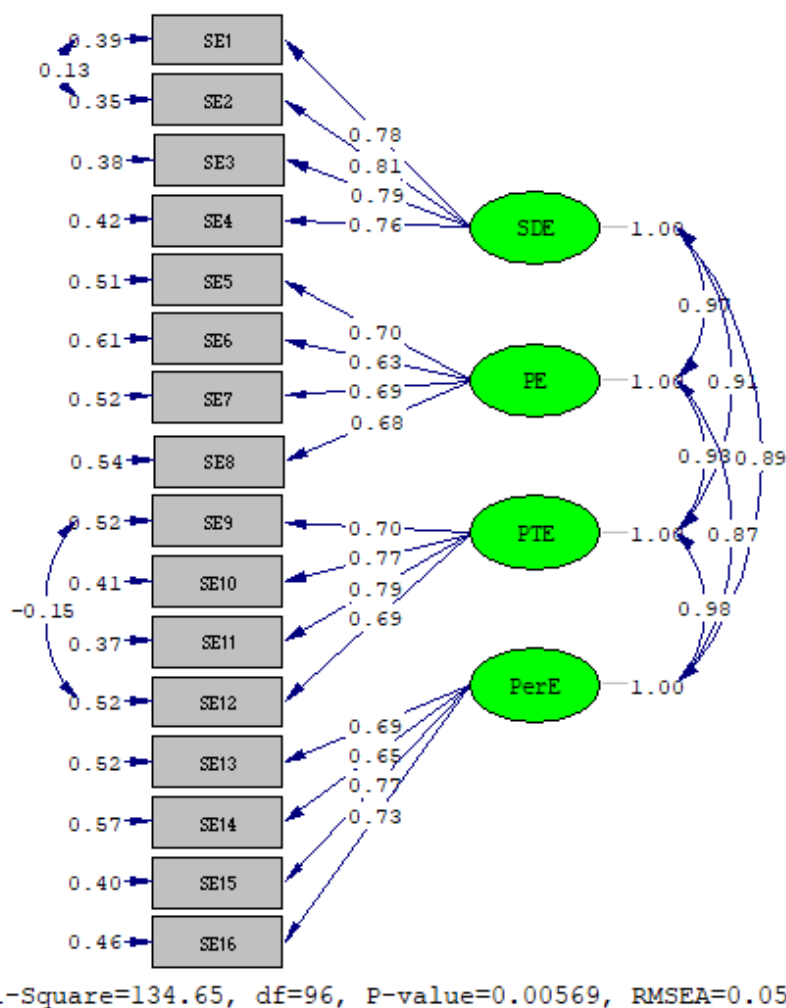 0.39 SE1
0.13
0.35 SE2
0.78
0.38 SE3
0.81
0.79
0.42 SE4
0.76
SDE
1.00
0.51 SE5
0.97
0.61 SE6
0.70
0.63
0.52 SE7
0.69
PE
1.00
0.91
0.68
0.54 SE8
0.93
0.89
0.52 SE9
0.70
PTE
1.00
0.87
0.77
0.41 SE10
0.79
-0.15
0.69
0.98
0.37 SE11
0.52 SE12
PerE
1.00
0.69
0.52 SE13
0.65
0.77
0.57 SE14
0.73
0.40 SE15
0.46 SE16
-Square=134.65, df=96, P-value=0.00569, RMSEA=0.05